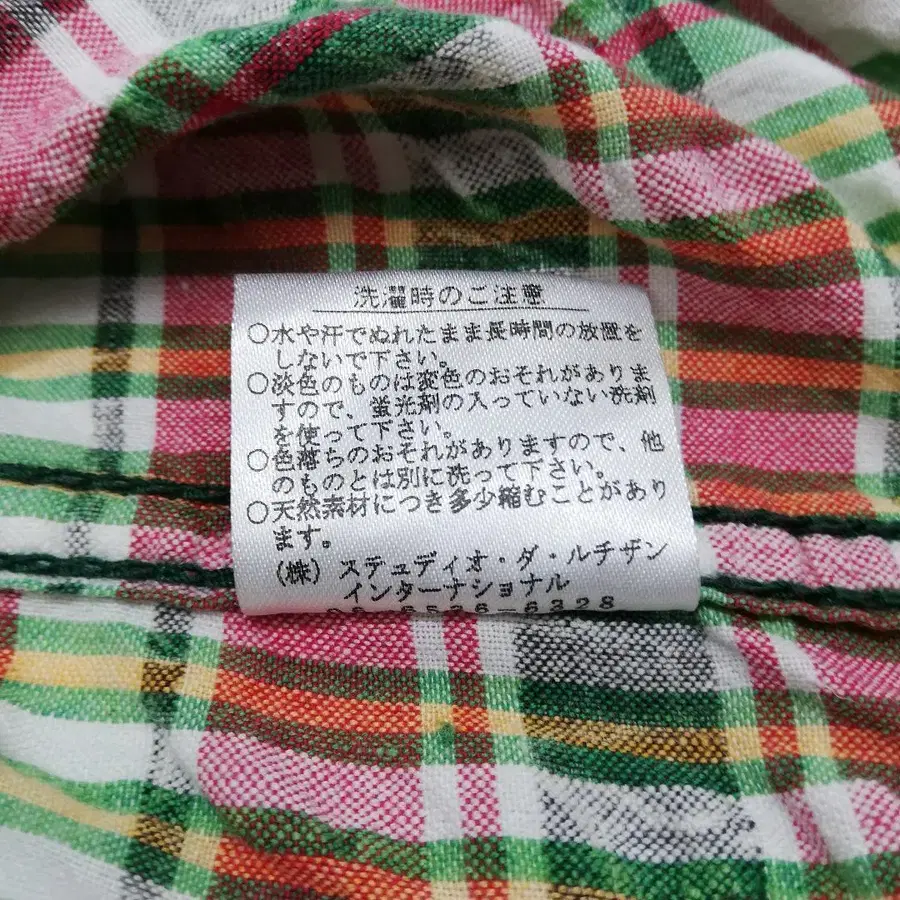 洗濯時のご注意
○水や汗でぬれたまま長時間の放置を
しないで下さい。
○淡色のものは変色のおそれがありま
すので、蛍光剤の入っていない洗剤
を使って下さい。
○色落ちのおそれがありますので、他
のものとは別に洗って下さい。
○天然素材につき多少縮むことがあり
ます。
(株) ステュディオ・ダ・ルチザン
インターナショナル
06-6536-6328